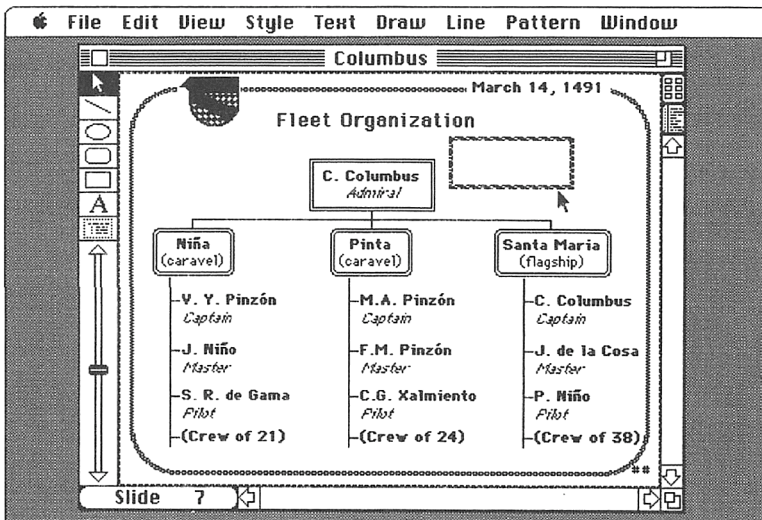 File Edit View Style Text Draw Line Pattern Window
Columbus
March 14, 1491
Fleet Organization
C. Columbus
Admiral
A
Niña
(caravel)
Pinta
(caravel)
Santa Maria
(flagship)
V. Y. Pinzón
Captain
M.A. Pinzón
Captain
C. Columbus
Captain
J. Niño
Master
F.M. Pinzón
Master
J. de la Cosa
Master
S. R. de Gama
Pilot
C.G. Xalmiento
Pilot
P. Niño
Pilot
(Crew of 21)
(Crew of 24)
(Crew of 38)
##
Slide 7